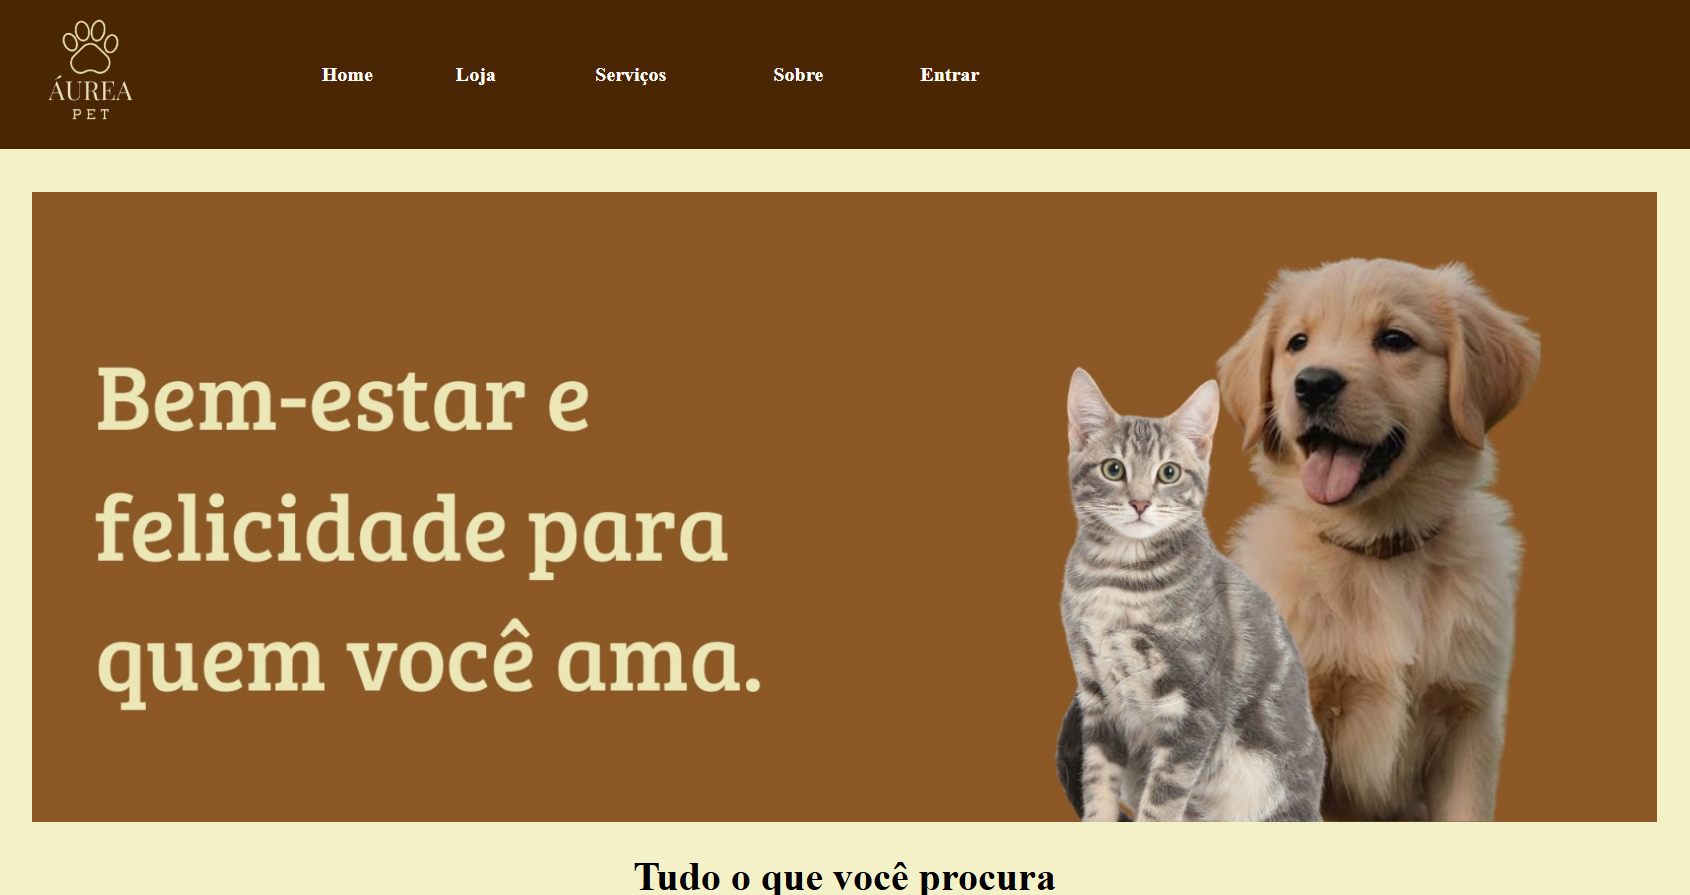 ÁUREA
PET
Home Loja Serviços Sobre Entrar
Bem-estar e
felicidade para
quem você ama.
Tudo o que você procura